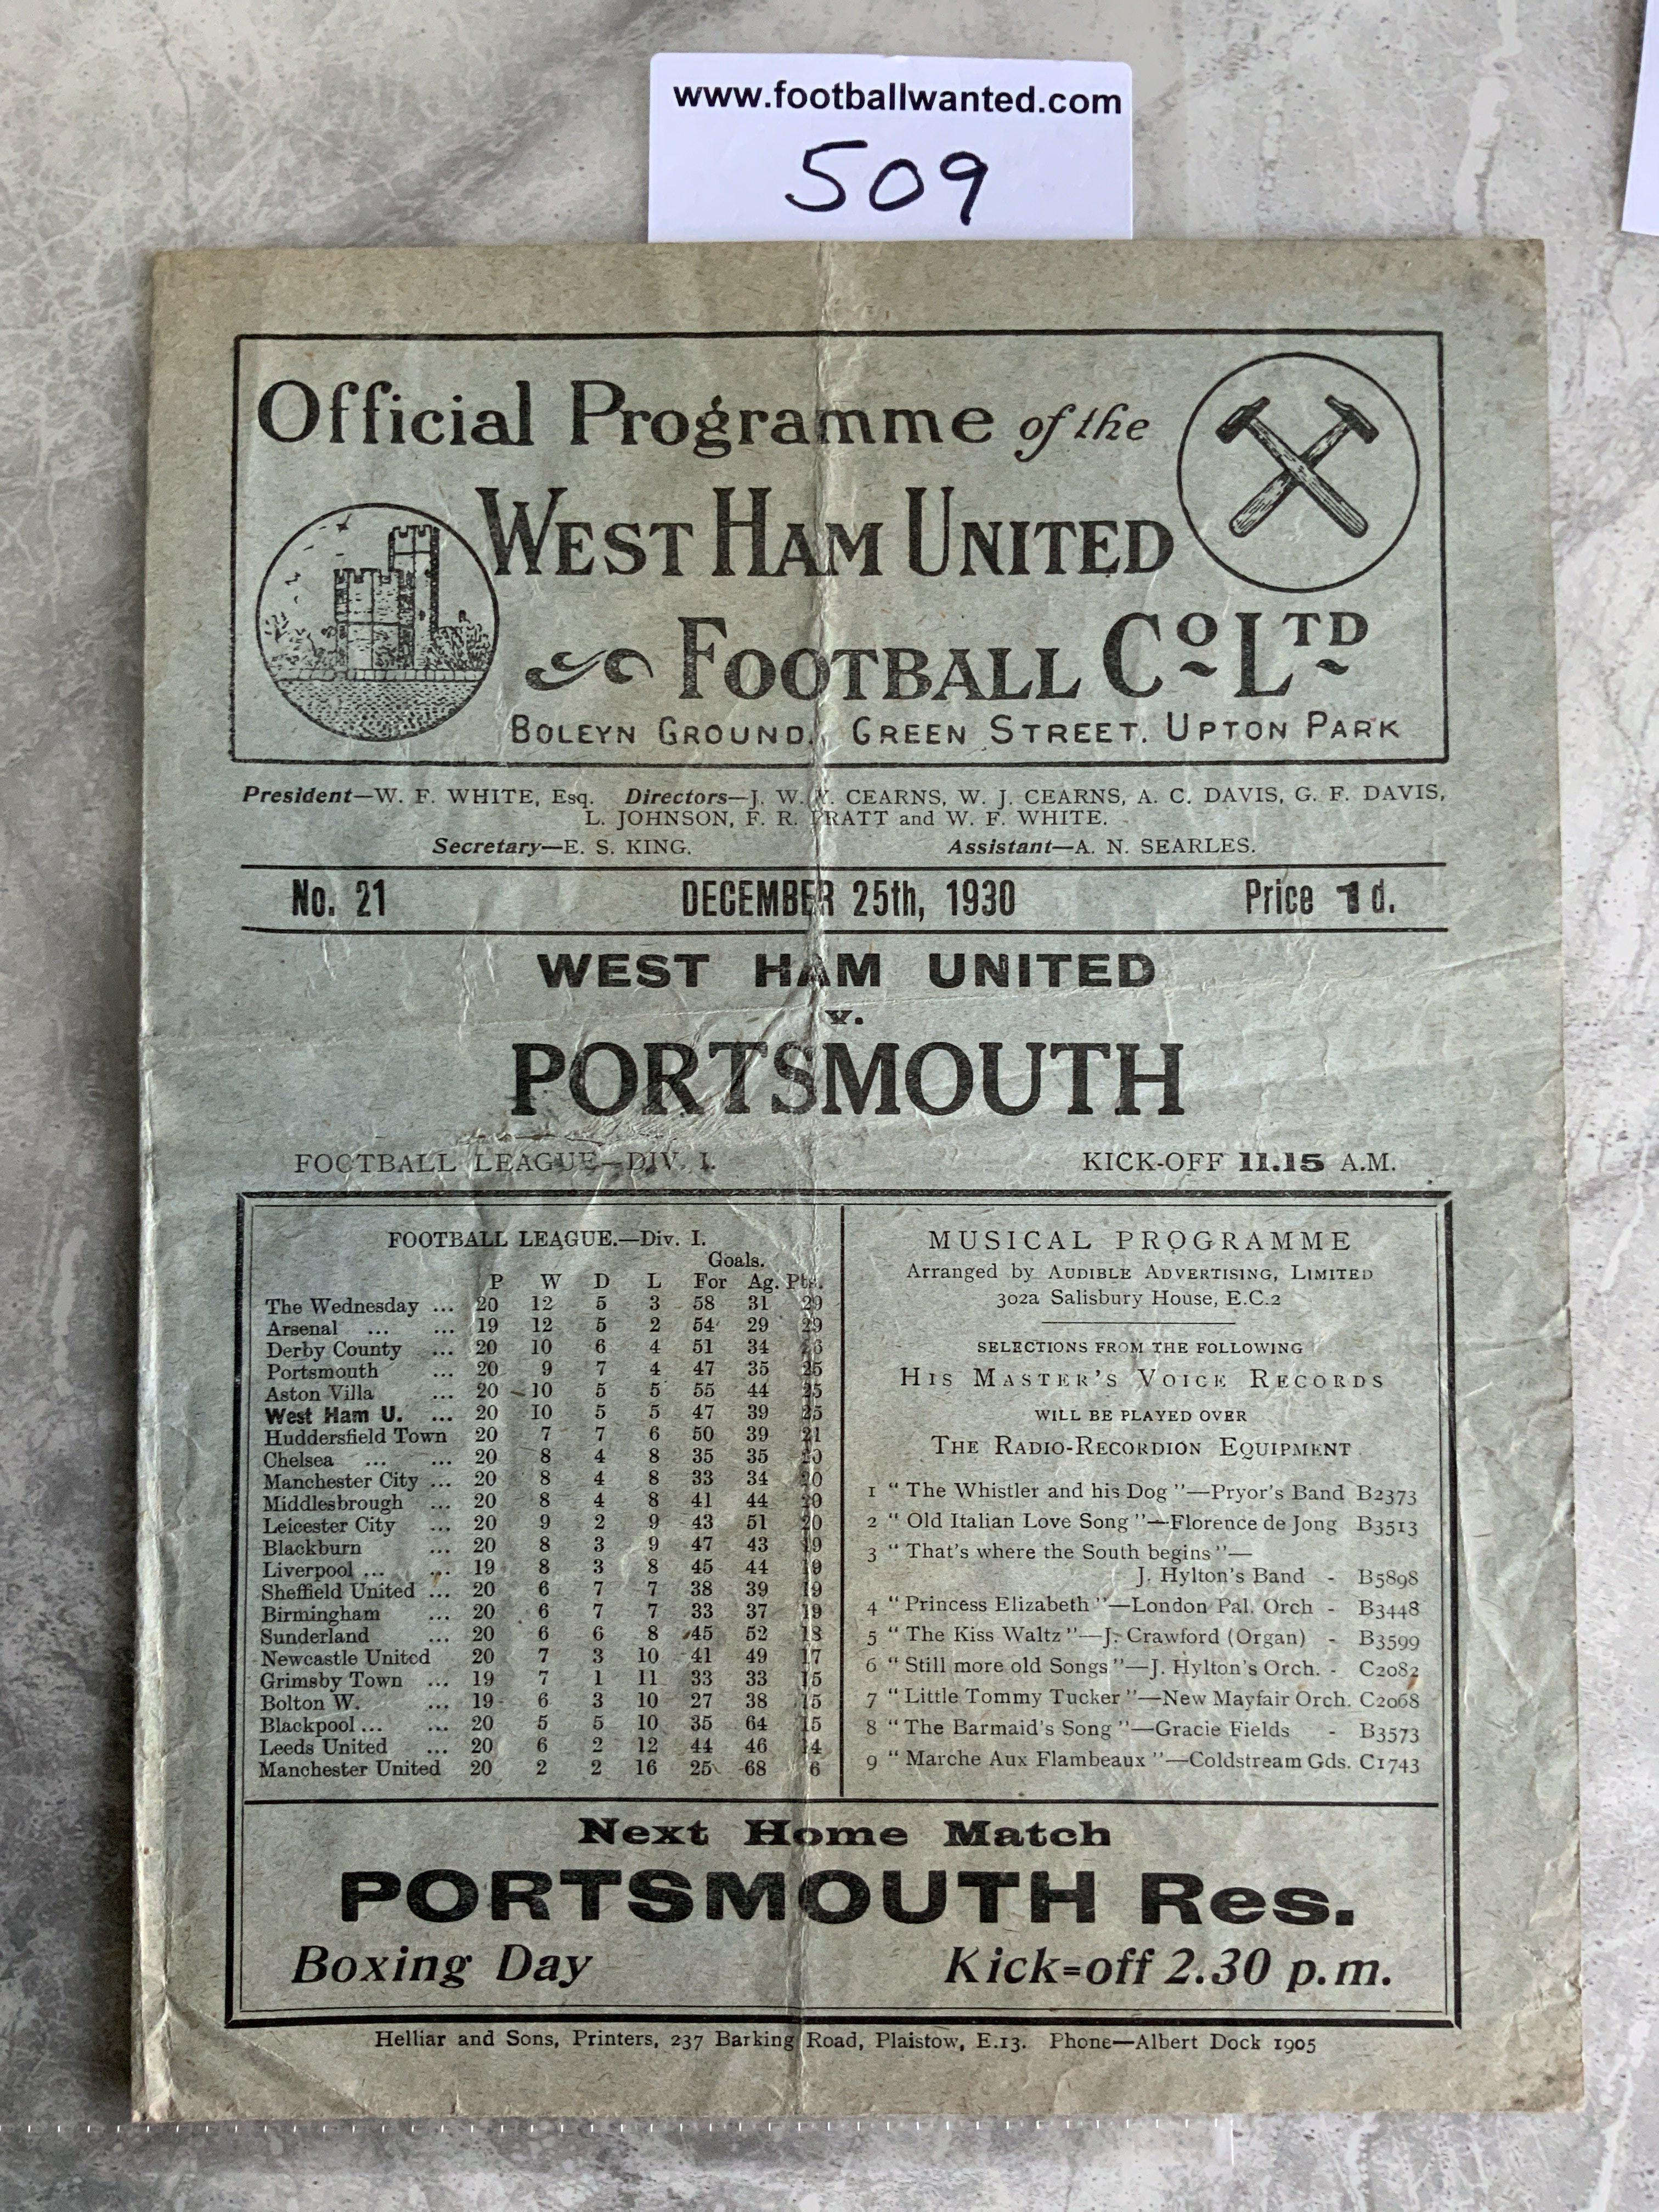 www.footballwanted.com
509
Official Programme of the
WEST HAM UNITED
FOOTBALL CO LTD
BOLEYN GROUND, GREEN STREET, UPTON PARK
President—W. F. WHITE, Esq. Directors—J. W. Y. CEARNS, W. J. CEARNS, A. C. DAVIS, G. F. DAVIS,
L. JOHNSON, F. R. PRATT and W. F. WHITE.
Secretary—E. S. KING. Assistant—A. N. SEARLES.
No. 21 DECEMBER 25th, 1930 Price 1d.
WEST HAM UNITED
v.
PORTSMOUTH
FOOTBALL LEAGUE—DIV. I. KICK-OFF 11.15 A.M.
FOOTBALL LEAGUE.—Div. I.
Goals.
P W D L For Ag. Pts.
The Wednesday ... 20 12 5 3 58 31 29
Arsenal ... ... 19 12 5 2 54 29 29
Derby County ... 20 10 6 4 51 34 26
Portsmouth ... 20 9 7 4 47 35 25
Aston Villa ... 20 10 5 5 55 44 25
West Ham U. ... 20 10 5 5 47 39 25
Huddersfield Town 20 7 7 6 50 39 21
Chelsea ... ... 20 8 4 8 35 35 20
Manchester City ... 20 8 4 8 33 34 20
Middlesbrough ... 20 8 4 8 41 44 20
Leicester City ... 20 9 2 9 43 51 20
Blackburn ... 20 8 3 9 47 43 19
Liverpool ... ... 19 8 3 8 45 44 19
Sheffield United ... 20 6 7 7 38 39 19
Birmingham ... 20 6 7 7 33 37 19
Sunderland ... 20 6 6 8 45 52 18
Newcastle United 20 7 3 10 41 49 17
Grimsby Town ... 19 7 1 11 33 33 15
Bolton W. ... 19 6 3 10 27 38 15
Blackpool ... ... 20 5 5 10 35 64 15
Leeds United ... 20 6 2 12 44 46 14
Manchester United 20 2 2 16 25 68 6
MUSICAL PROGRAMME
Arranged by AUDIBLE ADVERTISING, LIMITED
302a Salisbury House, E.C.2
SELECTIONS FROM THE FOLLOWING
HIS MASTER'S VOICE RECORDS
WILL BE PLAYED OVER
THE RADIO-RECORDION EQUIPMENT
1 "The Whistler and his Dog"—Pryor's Band B2373
2 "Old Italian Love Song"—Florence de Jong B3513
3 "That's where the South begins"—
J. Hylton's Band - B5898
4 "Princess Elizabeth"—London Pal. Orch - B3448
5 "The Kiss Waltz"—J. Crawford (Organ) - B3599
6 "Still more old Songs"—J. Hylton's Orch. - C2082
7 "Little Tommy Tucker"—New Mayfair Orch. C2068
8 "The Barmaid's Song"—Gracie Fields - B3573
9 "Marche Aux Flambeaux"—Coldstream Gds. C1743
Next Home Match
PORTSMOUTH Res.
Boxing Day Kick=off 2.30 p.m.
Helliar and Sons, Printers, 237 Barking Road, Plaistow, E.13. Phone—Albert Dock 1905